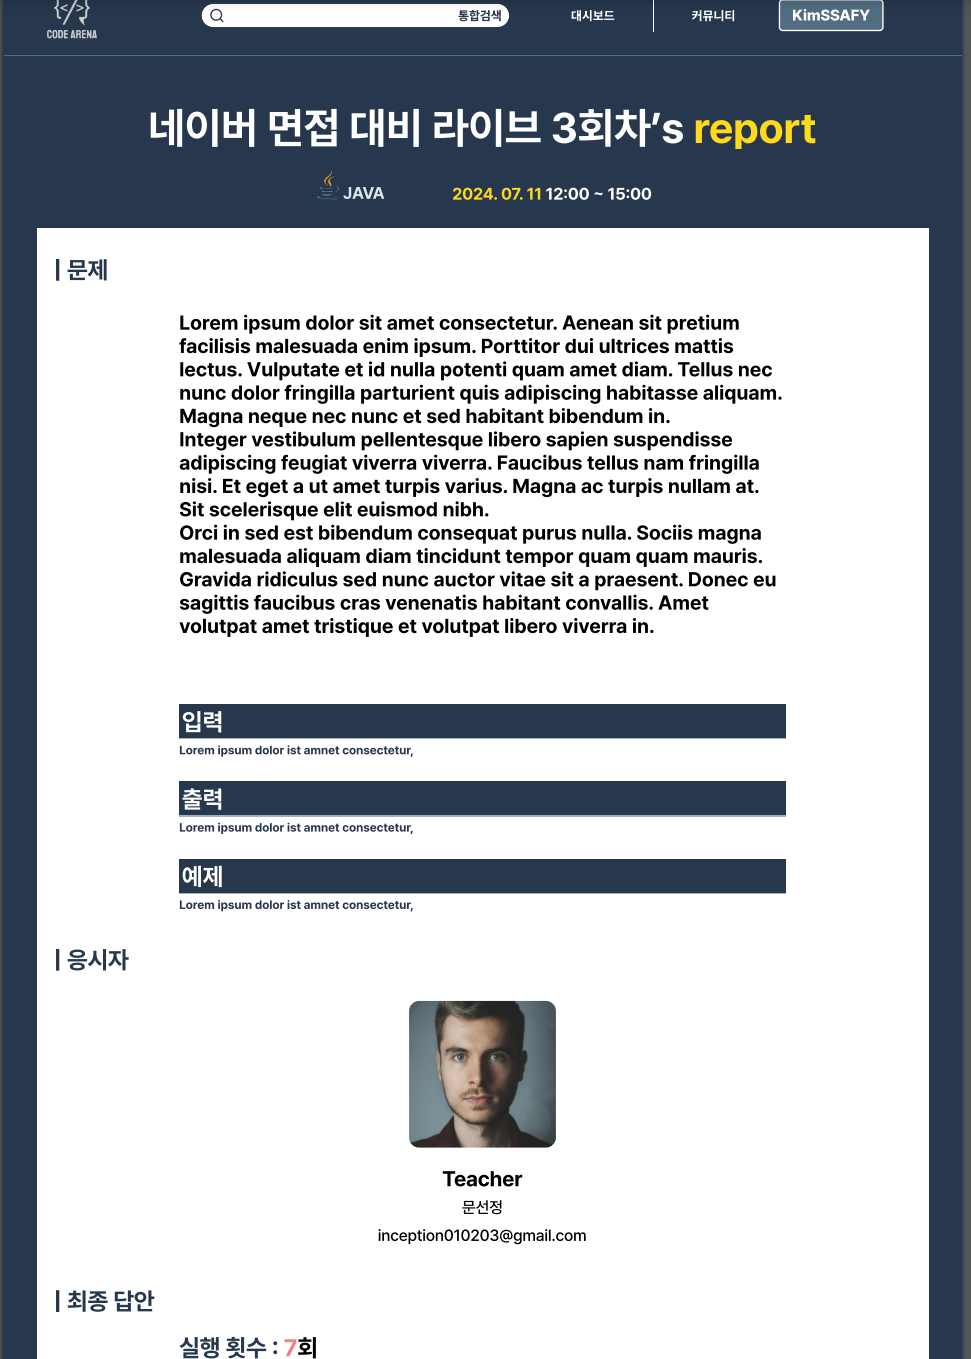 CODE ARENA
통합검색
대시보드
커뮤니티
KimSSAFY
네이버 면접 대비 라이브 3회차’s report
JAVA
2024. 07. 11 12:00 ~ 15:00
| 문제
Lorem ipsum dolor sit amet consectetur. Aenean sit pretium
facilisis malesuada enim ipsum. Porttitor dui ultrices mattis
lectus. Vulputate et id nulla potenti quam amet diam. Tellus nec
nunc dolor fringilla parturient quis adipiscing habitasse aliquam.
Magna neque nec nunc et sed habitant bibendum in.
Integer vestibulum pellentesque libero sapien suspendisse
adipiscing feugiat viverra viverra. Faucibus tellus nam fringilla
nisi. Et eget a ut amet turpis varius. Magna ac turpis nullam at.
Sit scelerisque elit euismod nibh.
Orci in sed est bibendum consequat purus nulla. Sociis magna
malesuada aliquam diam tincidunt tempor quam quam mauris.
Gravida ridiculus sed nunc auctor vitae sit a praesent. Donec eu
sagittis faucibus cras venenatis habitant convallis. Amet
volutpat amet tristique et volutpat libero viverra in.
입력
Lorem ipsum dolor ist amnet consectetur,
출력
Lorem ipsum dolor ist amnet consectetur,
예제
Lorem ipsum dolor ist amnet consectetur,
| 응시자
Teacher
문선정
inception010203@gmail.com
| 최종 답안
실행 횟수 : 7회